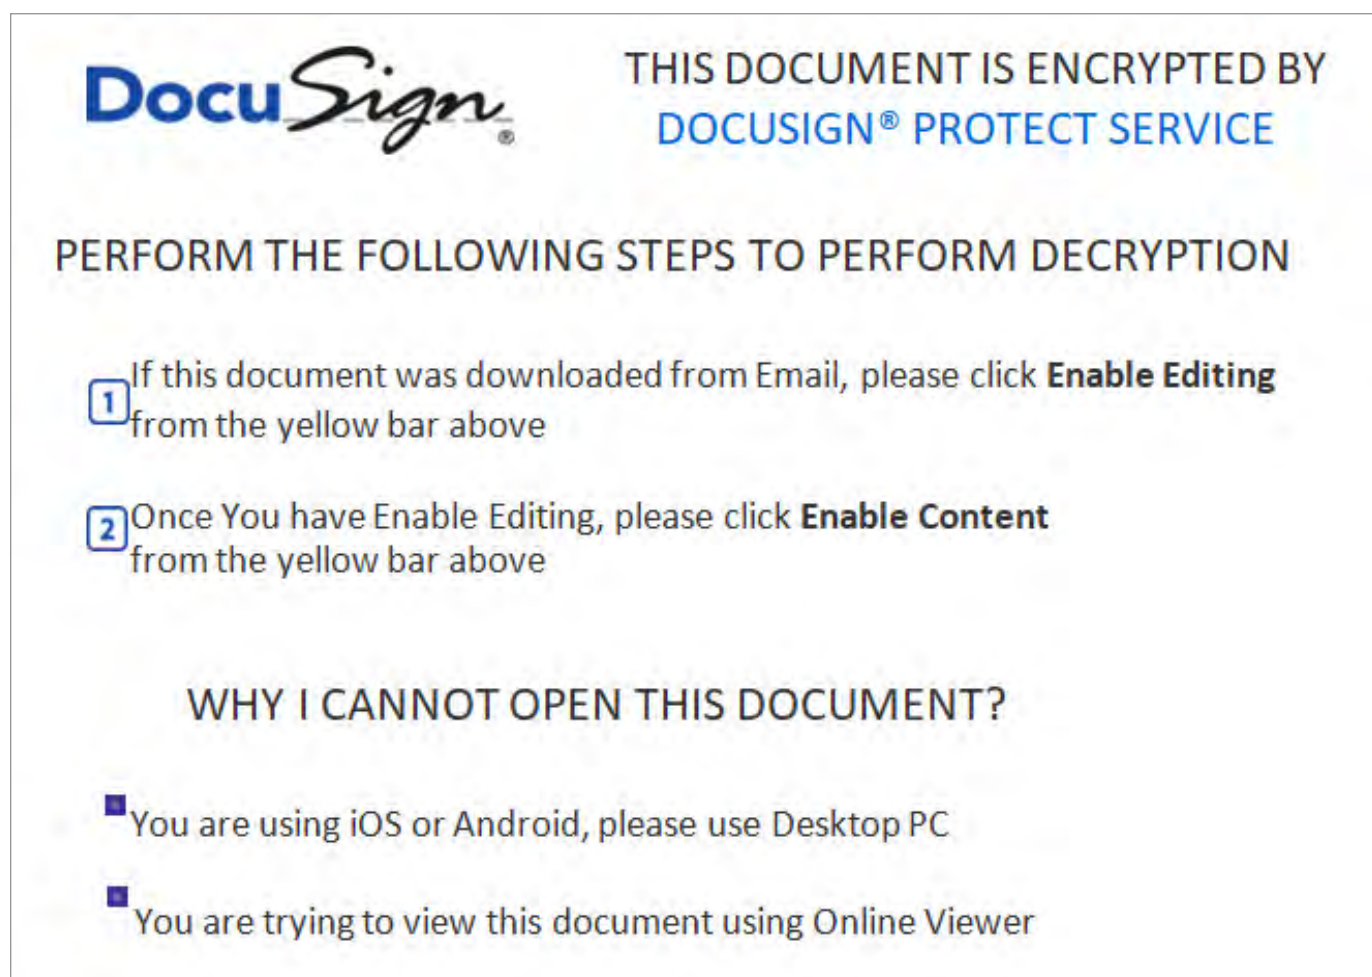 DocuSign®
THIS DOCUMENT IS ENCRYPTED BY
DOCUSIGN® PROTECT SERVICE
PERFORM THE FOLLOWING STEPS TO PERFORM DECRYPTION
1 If this document was downloaded from Email, please click Enable Editing
from the yellow bar above
2 Once You have Enable Editing, please click Enable Content
from the yellow bar above
WHY I CANNOT OPEN THIS DOCUMENT?
You are using iOS or Android, please use Desktop PC
You are trying to view this document using Online Viewer